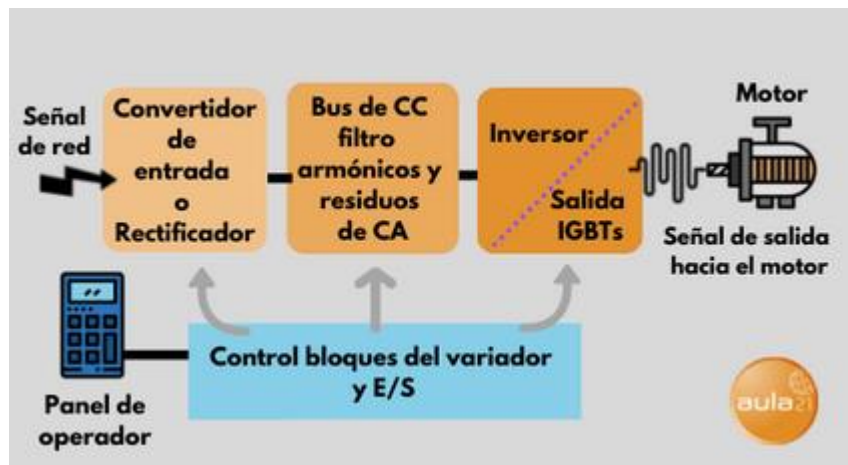 Señal
de red
Convertidor
de
entrada
o
Rectificador
Bus de CC
filtro
armónicos y
residuos
de CA
Inversor
Salida
IGBTs
Motor
Señal de salida
hacia el motor
Control bloques del variador
y E/S
Panel de
operador
aula21